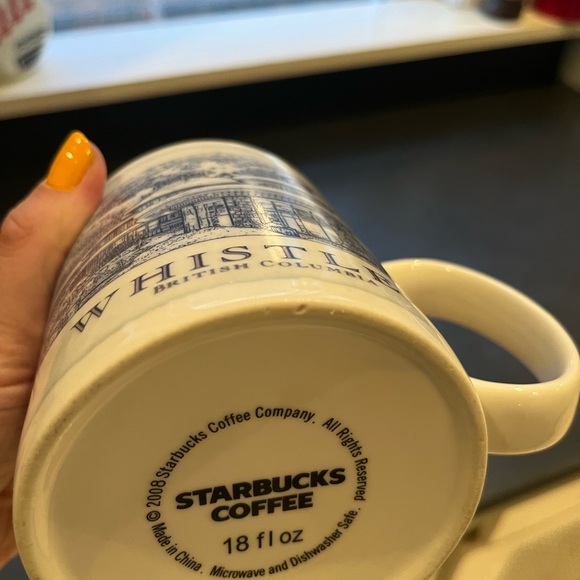 WHISTLE
BRITISH COLUMBIA
© 2008 Starbucks Coffee Company. All Rights Reserved
STARBUCKS
COFFEE
18 fl oz
Made in China. Microwave and Dishwasher Safe.